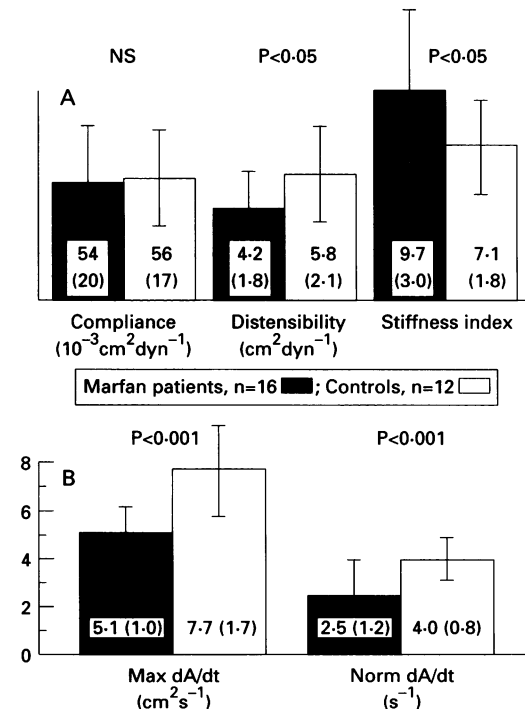 NS P<0·05 P<0·05
A
54 56 4·2 5·8 9·7 7·1
(20) (17) (1·8) (2·1) (3·0) (1·8)
Compliance Distensibility Stiffness index
(10⁻³cm²dyn⁻¹) (cm²dyn⁻¹)
Marfan patients, n=16 ; Controls, n=12
P<0·001 P<0·001
B
8
6
4
2
0
5·1 (1·0) 7·7 (1·7) 2·5 (1·2) 4·0 (0·8)
Max dA/dt Norm dA/dt
(cm²s⁻¹) (s⁻¹)